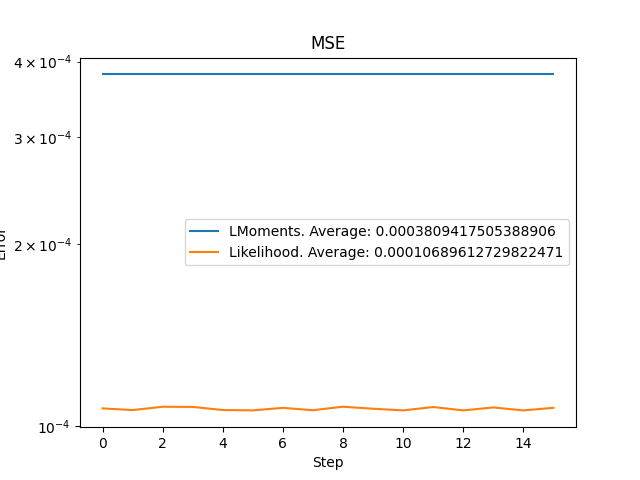 MSE
4 × 10⁻⁴
3 × 10⁻⁴
2 × 10⁻⁴
10⁻⁴
Error
LMoments. Average: 0.0003809417505388906
Likelihood. Average: 0.00010689612729822471
0 2 4 6 8 10 12 14
Step